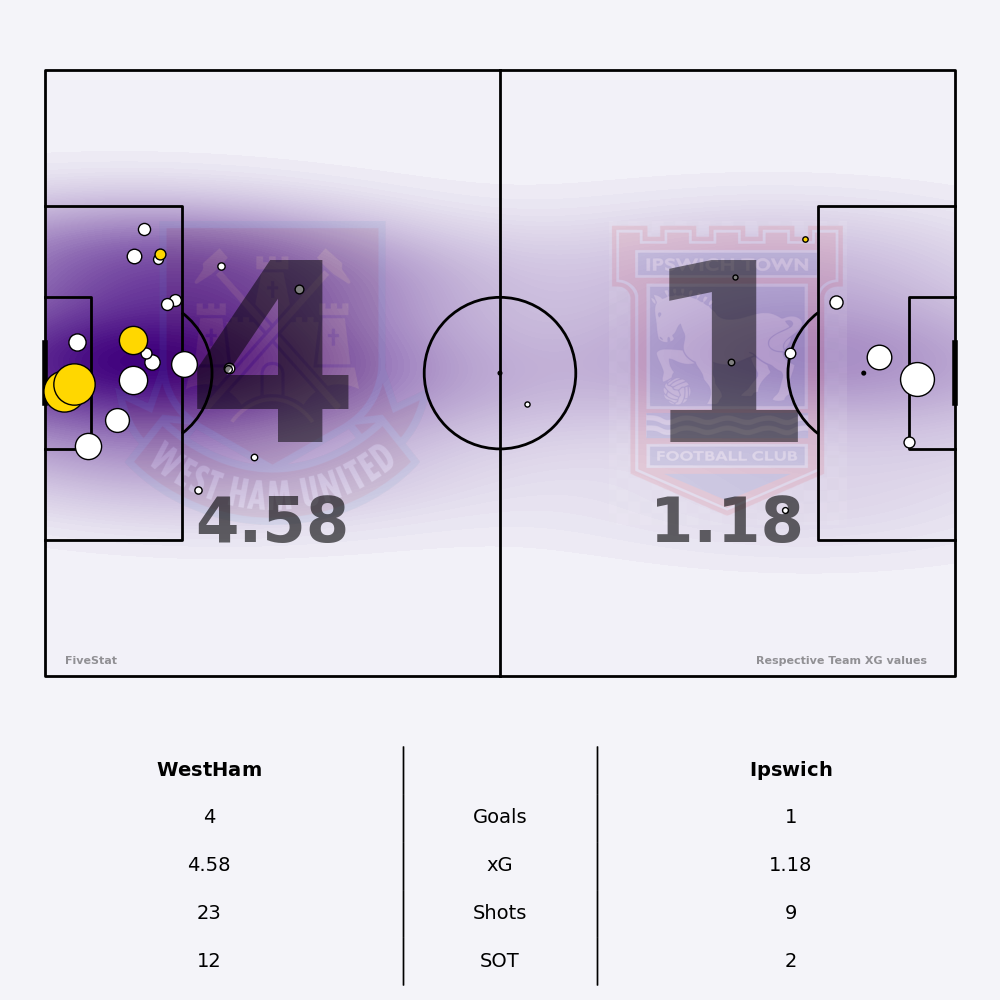 IPSWICH TOWN
4
1
FOOTBALL CLUB
WEST HAM UNITED
4.58
1.18
FiveStat
Respective Team XG values
WestHam Ipswich
4 Goals 1
4.58 xG 1.18
23 Shots 9
12 SOT 2